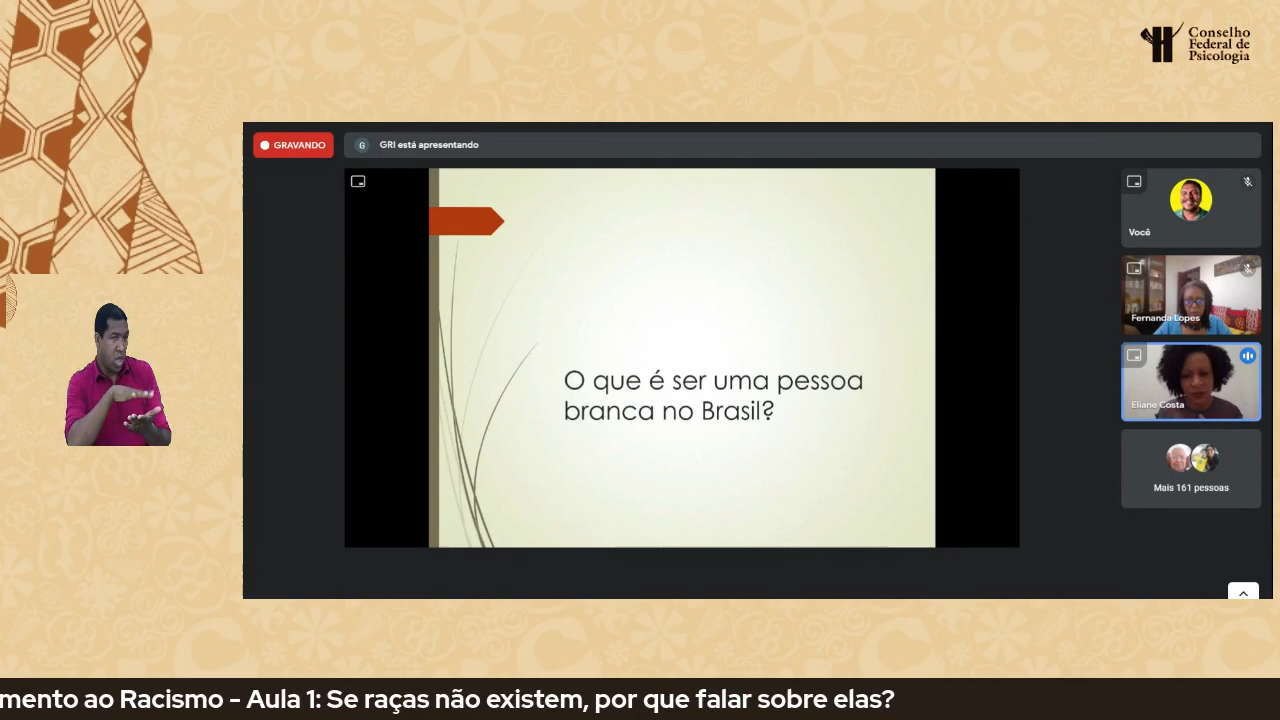 Conselho
Federal de
Psicologia
GRAVANDO
G
GRI está apresentando
Você
Fernanda Lopes
O que é ser uma pessoa
branca no Brasil?
Eliane Costa
Mais 161 pessoas
mento ao Racismo - Aula 1: Se raças não existem, por que falar sobre elas?